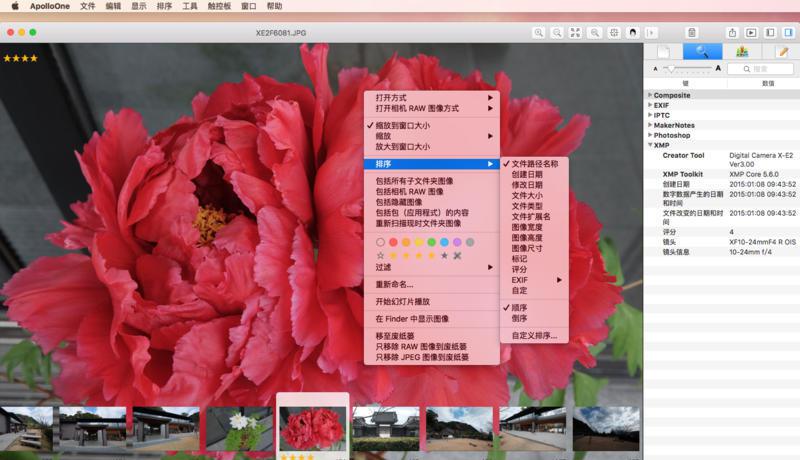 ApolloOne 文件 编辑 显示 排序 工具 触控板 窗口 帮助
XE2F6081.JPG
A A 搜索
键 数值
Composite
EXIF
IPTC
MakerNotes
Photoshop
XMP
Creator Tool Digital Camera X-E2 Ver3.00
XMP Toolkit XMP Core 5.6.0
创建日期 2015:01:08 09:43:52
数字数据产生的日期和时间 2015:01:08 09:43:52
文件改变的日期和时间 2015:01:08 09:43:52
评分 4
镜头 XF10-24mmF4 R OIS
镜头信息 10-24mm f/4
打开方式
打开相机 RAW 图像方式
缩放到窗口大小
缩放
放大到窗口大小
排序
包括所有子文件夹图像
包括相机 RAW 图像
包括隐藏图像
包括包（应用程式）的内容
重新扫描现时文件夹图像
过滤
重新命名...
开始幻灯片播放
在 Finder 中显示图像
移至废纸篓
只移除 RAW 图像到废纸篓
只移除 JPEG 图像到废纸篓
文件路径名称
创建日期
修改日期
文件大小
文件类型
文件扩展名
图像宽度
图像高度
图像尺寸
标记
评分
EXIF
自定
顺序
倒序
自定义排序...